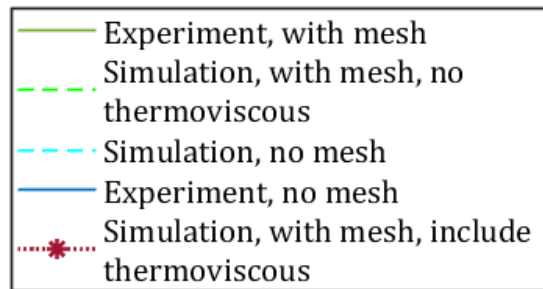 Experiment, with mesh
Simulation, with mesh, no
thermoviscous
Simulation, no mesh
Experiment, no mesh
Simulation, with mesh, include
thermoviscous